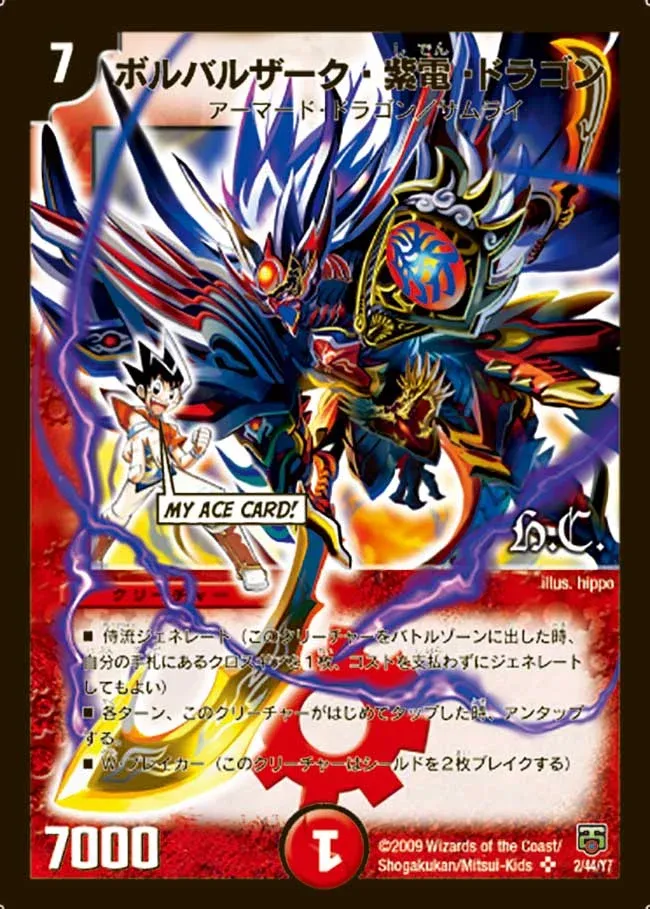 7
しでん
ボルバルザーク・紫電・ドラゴン
アーマード・ドラゴン／サムライ
MY ACE CARD!
H.C.
illus. hippo
クリーチャー
■ 侍流ジェネレート（このクリーチャーをバトルゾーンに出した時、
自分の手札にあるクロスギアを1枚、コストを支払わずにジェネレート
してもよい）
■ 各ターン、このクリーチャーがはじめてタップした時、アンタップ
する。
■ W・ブレイカー（このクリーチャーはシールドを2枚ブレイクする）
7000
1
©2009 Wizards of the Coast/
Shogakukan/Mitsui-Kids
2/44/Y7